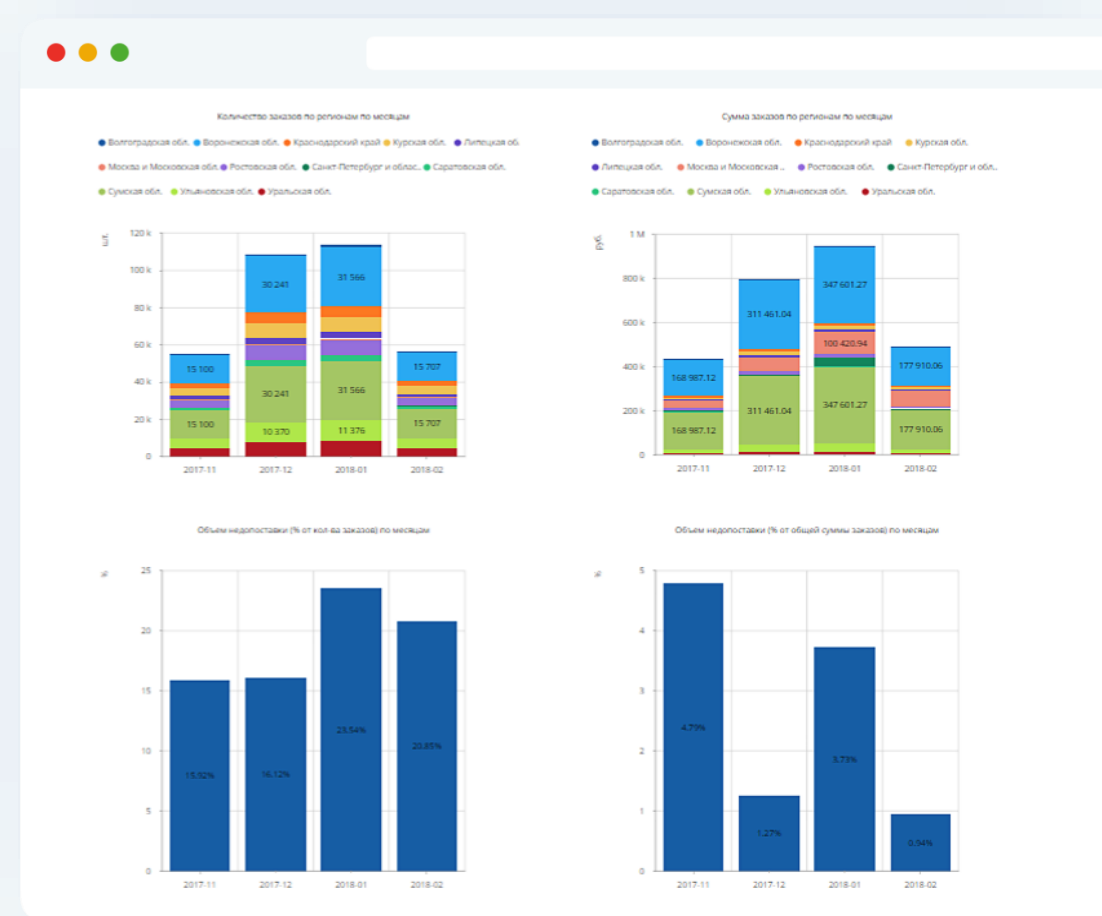 Количество заказов по регионам по месяцам
Волгоградская обл. Воронежская обл. Краснодарский край Курская обл. Липецкая об.
Москва и Московская обл. Ростовская обл. Санкт-Петербург и облас.. Саратовская обл.
Сумская обл. Ульяновская обл. Уральская обл.
шт.
120 k
100 k
80 k
60 k
40 k
20 k
0
15 100
15 100
30 241
30 241
10 370
31 566
31 566
11 376
15 707
15 707
2017-11 2017-12 2018-01 2018-02
Сумма заказов по регионам по месяцам
Волгоградская обл. Воронежская обл. Краснодарский край Курская обл.
Липецкая обл. Москва и Московская .. Ростовская обл. Санкт-Петербург и обл..
Саратовская обл. Сумская обл. Ульяновская обл. Уральская обл.
руб.
1 M
800 k
600 k
400 k
200 k
0
168 987.12
168 987.12
311 461.04
311 461.04
347 601.27
100 420.94
347 601.27
177 910.06
177 910.06
2017-11 2017-12 2018-01 2018-02
Объем недопоставки (% от кол-ва заказов) по месяцам
%
25
20
15
10
5
0
15.92% 16.12% 23.54% 20.85%
2017-11 2017-12 2018-01 2018-02
Объем недопоставки (% от общей суммы заказов) по месяцам
%
5
4
3
2
1
0
4.79% 1.27% 3.73% 0.94%
2017-11 2017-12 2018-01 2018-02